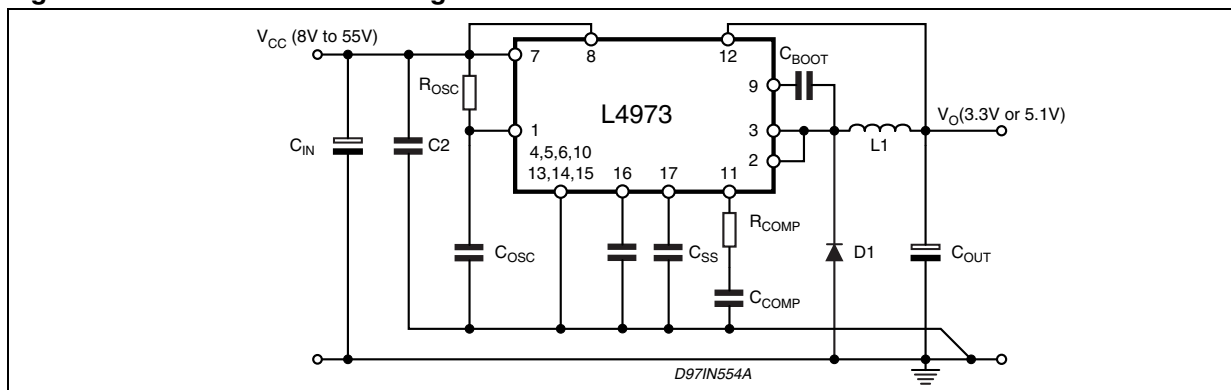 V_CC (8V to 55V)
7
8
12
C_BOOT
9
R_OSC
L4973
V_O(3.3V or 5.1V)
C_IN
C2
1
3
L1
4,5,6,10
2
13,14,15
16
17
11
R_COMP
C_OSC
C_SS
D1
C_OUT
C_COMP
D97IN554A